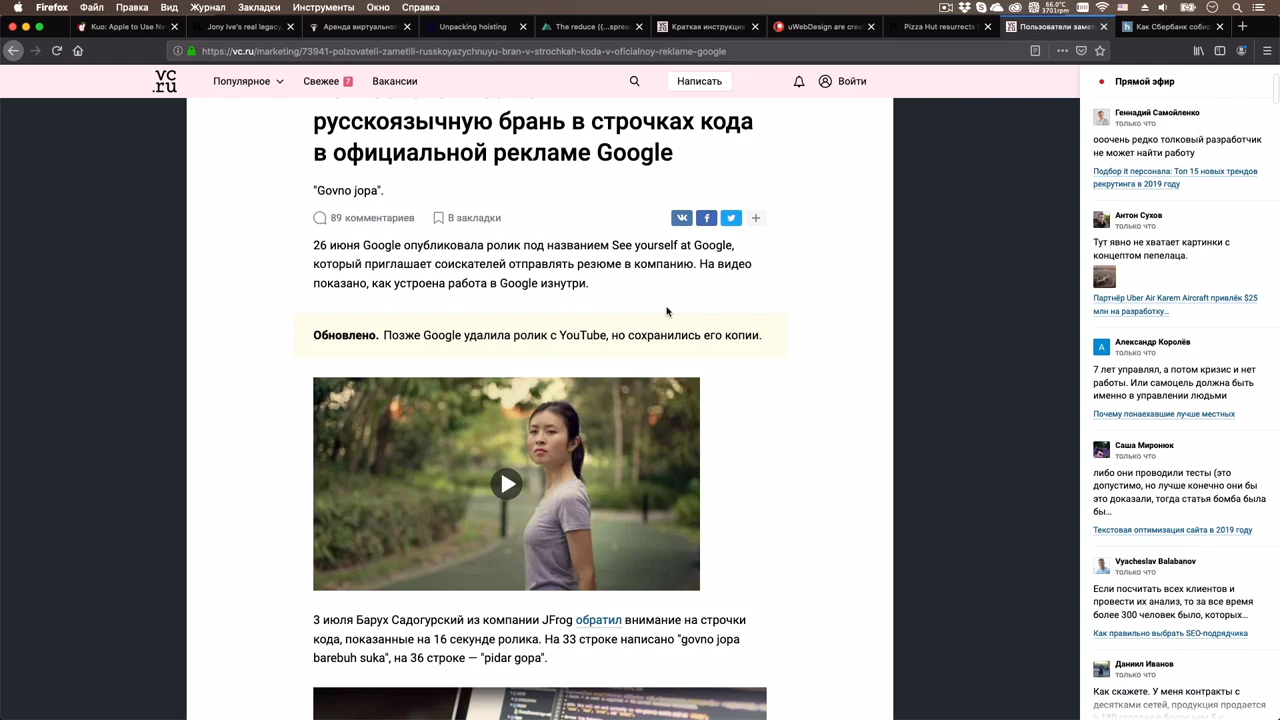 Firefox Файл Правка Вид Журнал Закладки Инструменты Окно Справка
56.0°C
3701rpm
Kuo: Apple to Use Ne
Jony Ive's real legacy
Аренда виртуальног
Unpacking hoisting
The reduce ({...spree
Краткая инструкция
uWebDesign are crea
Pizza Hut resurrects
Пользователи замет
Как Сбербанк собир
https://vc.ru/marketing/73941-polzovateli-zametili-russkoyazychnuyu-bran-v-strochkah-koda-v-oficialnoy-reklame-google
vc
.ru
Популярное
Свежее 7
Вакансии
Написать
Войти
русскоязычную брань в строчках кода
в официальной рекламе Google
"Govno jopa".
89 комментариев
В закладки
26 июня Google опубликовала ролик под названием See yourself at Google,
который приглашает соискателей отправлять резюме в компанию. На видео
показано, как устроена работа в Google изнутри.
Обновлено. Позже Google удалила ролик с YouTube, но сохранились его копии.
3 июля Барух Садогурский из компании JFrog обратил внимание на строчки
кода, показанные на 16 секунде ролика. На 33 строке написано "govno jopa
barebuh suka", на 36 строке — "pidar gopa".
Прямой эфир
Геннадий Самойленко
только что
ооочень редко толковый разработчик
не может найти работу
Подбор it персонала: Топ 15 новых трендов
рекрутинга в 2019 году
Антон Сухов
только что
Тут явно не хватает картинки с
концептом пепелаца.
Партнёр Uber Air Karem Aircraft привлёк $25
млн на разработку...
А
Александр Королёв
только что
7 лет управлял, а потом кризис и нет
работы. Или самоцель должна быть
именно в управлении людьми
Почему понаехавшие лучше местных
Саша Миронюк
только что
либо они проводили тесты (это
допустимо, но лучше конечно они бы
это доказали, тогда статья бомба была
бы...
Текстовая оптимизация сайта в 2019 году
Vyacheslav Balabanov
только что
Если посчитать всех клиентов и
провести их анализ, то за все время
более 300 человек было, которых...
Как правильно выбрать SEO-подрядчика
Даниил Иванов
только что
Как скажете. У меня контракты с
десятками сетей, продукция продается